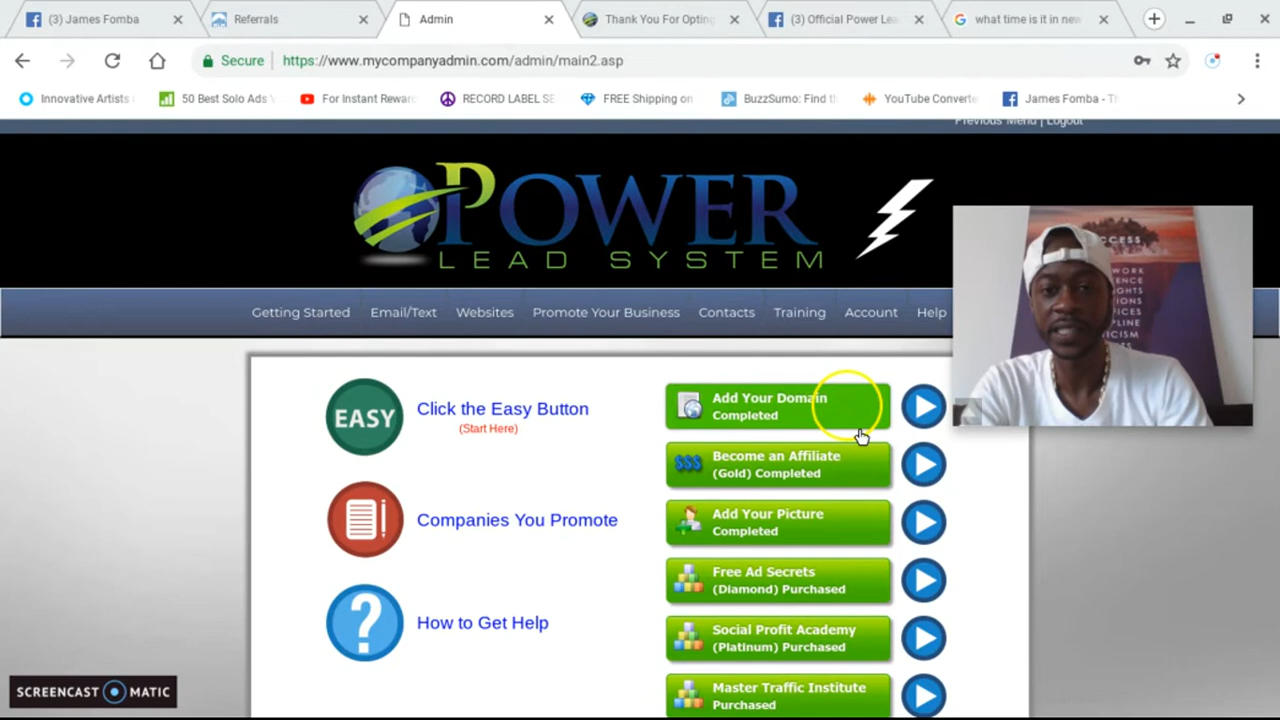 (3) James Fomba
Referrals
Admin
Thank You For Opting
(3) Official Power Lea
what time is it in new
Secure
https://www.mycompanyadmin.com/admin/main2.asp
Innovative Artists
50 Best Solo Ads
For Instant Rewar
RECORD LABEL SE
FREE Shipping on
BuzzSumo: Find th
YouTube Converte
James Fomba - Th
Previous Menu | Logout
POWER
LEAD SYSTEM
Getting Started
Email/Text
Websites
Promote Your Business
Contacts
Training
Account
Help
EASY
Click the Easy Button
(Start Here)
Companies You Promote
?
How to Get Help
Add Your Domain
Completed
$$$
Become an Affiliate
(Gold) Completed
Add Your Picture
Completed
Free Ad Secrets
(Diamond) Purchased
Social Profit Academy
(Platinum) Purchased
Master Traffic Institute
Purchased
SCREENCAST MATIC